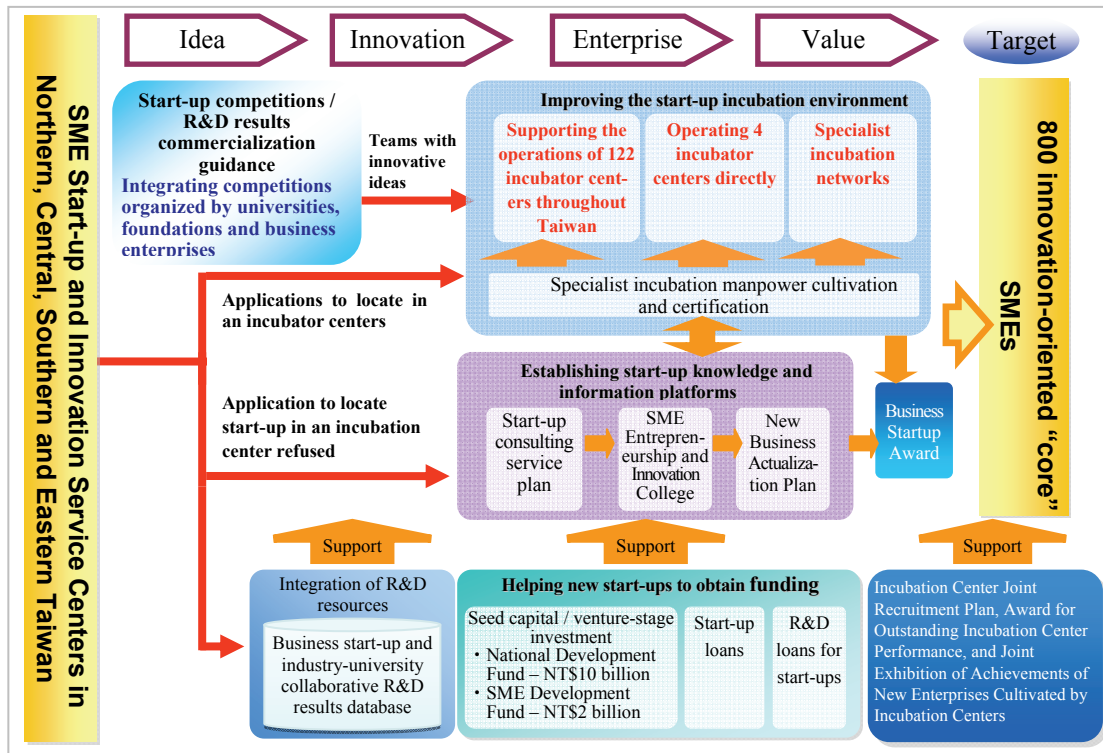 Idea
Innovation
Enterprise
Value
Target
SME Start-up and Innovation Service Centers in
Northern, Central, Southern and Eastern Taiwan
Start-up competitions /
R&D results
commercialization
guidance
Integrating competitions
organized by universities,
foundations and business
enterprises
Teams with
innovative
ideas
Improving the start-up incubation environment
Supporting the
operations of 122
incubator cent-
ers throughout
Taiwan
Operating 4
incubator
centers directly
Specialist
incubation
networks
Specialist incubation manpower cultivation
and certification
Applications to locate in
an incubator centers
Application to locate
start-up in an incubation
center refused
Establishing start-up knowledge and
information platforms
Start-up
consulting
service
plan
SME
Entrepren-
eurship and
Innovation
College
New
Business
Actualiza-
tion Plan
Business
Startup
Award
800 innovation-oriented “core”
SMEs
Support
Support
Support
Integration of R&D
resources
Business start-up and
industry-university
collaborative R&D
results database
Helping new start-ups to obtain funding
Seed capital / venture-stage
investment
・ National Development
Fund – NT$10 billion
・ SME Development
Fund – NT$2 billion
Start-up
loans
R&D
loans for
start-ups
Incubation Center Joint
Recruitment Plan, Award for
Outstanding Incubation Center
Performance, and Joint
Exhibition of Achievements of
New Enterprises Cultivated by
Incubation Centers